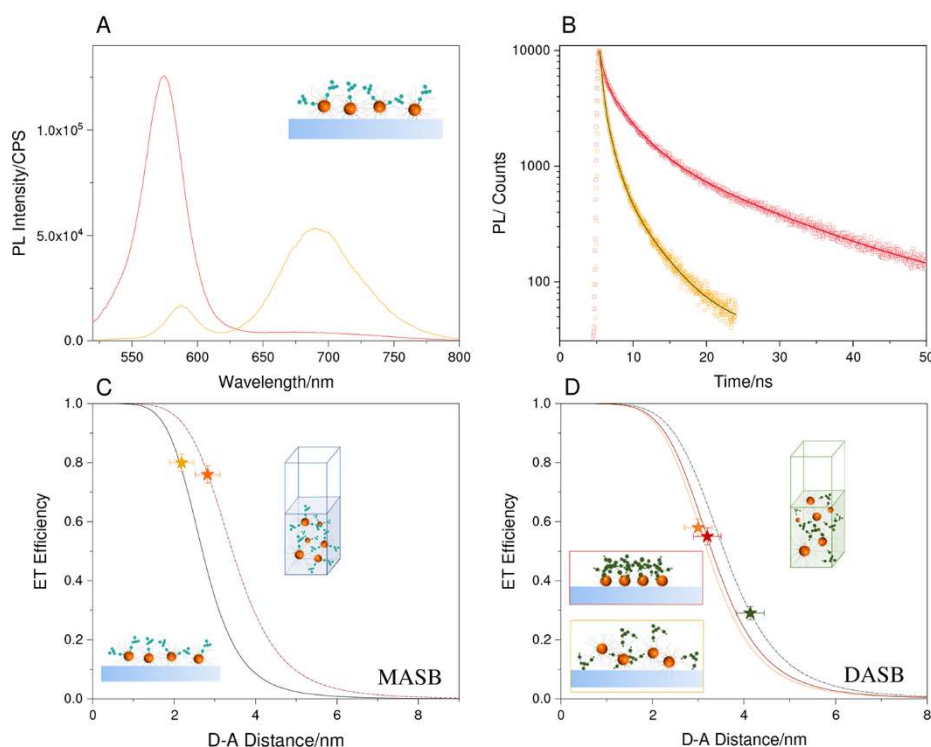 A
PL Intensity/CPS
1.0x10⁵
5.0x10⁴
0.0
550 600 650 700 750 800
Wavelength/nm
B
PL/ Counts
10000
1000
100
0 10 20 30 40 50
Time/ns
C
ET Efficiency
1.0
0.8
0.6
0.4
0.2
0.0
MASB
0 2 4 6 8
D-A Distance/nm
D
ET Efficiency
1.0
0.8
0.6
0.4
0.2
0.0
DASB
0 2 4 6 8
D-A Distance/nm